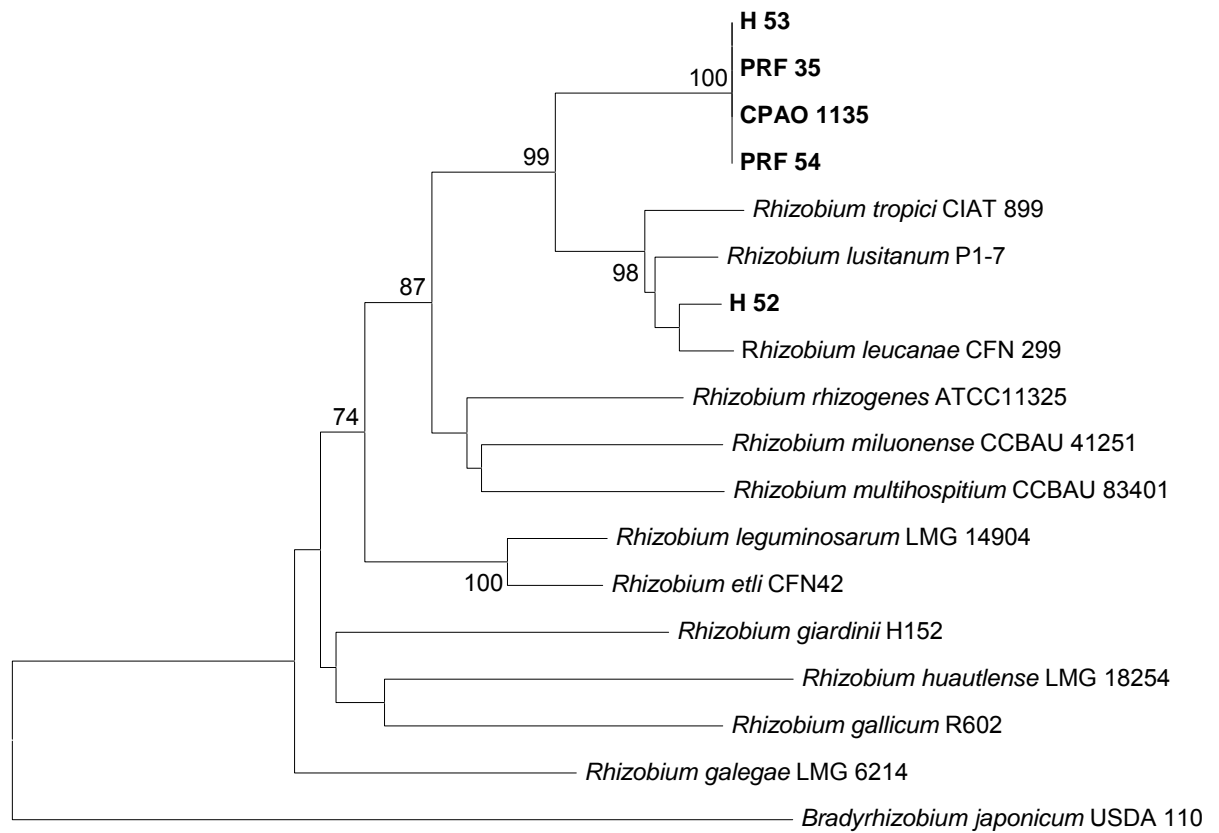 H 53
100
PRF 35
CPAO 1135
99
PRF 54
Rhizobium tropici CIAT 899
Rhizobium lusitanum P1-7
98
87
H 52
Rhizobium leucanae CFN 299
Rhizobium rhizogenes ATCC11325
74
Rhizobium miluonense CCBAU 41251
Rhizobium multihospitium CCBAU 83401
Rhizobium leguminosarum LMG 14904
100
Rhizobium etli CFN42
Rhizobium giardinii H152
Rhizobium huautlense LMG 18254
Rhizobium gallicum R602
Rhizobium galegae LMG 6214
Bradyrhizobium japonicum USDA 110